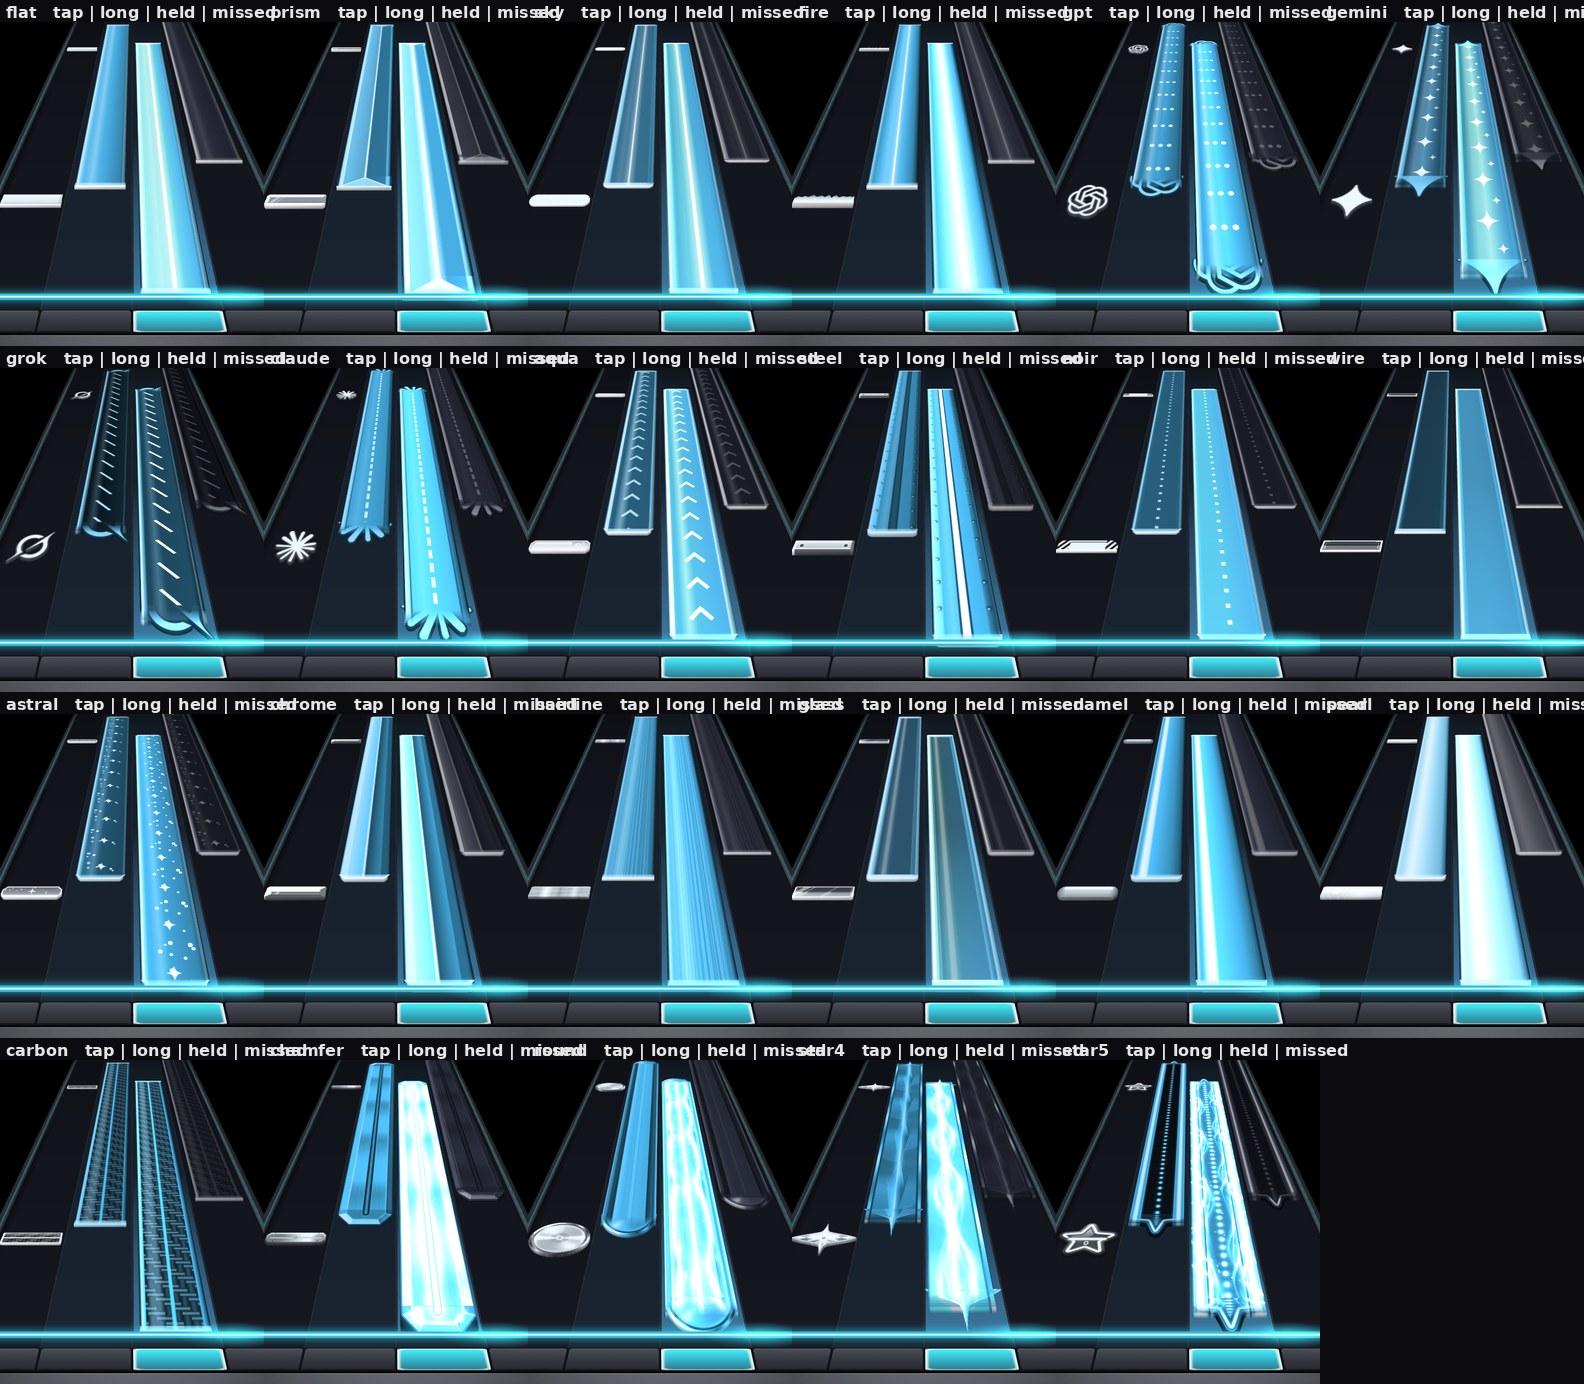 flat tap | long | held | missed
prism tap | long | held | missed
sky tap | long | held | missed
fire tap | long | held | missed
gpt tap | long | held | missed
gemini tap | long | held | mi
grok tap | long | held | missed
claude tap | long | held | missed
aqua tap | long | held | missed
steel tap | long | held | missed
noir tap | long | held | missed
wire tap | long | held | miss
astral tap | long | held | missed
chrome tap | long | held | missed
hairline tap | long | held | missed
glass tap | long | held | missed
enamel tap | long | held | missed
pearl tap | long | held | miss
carbon tap | long | held | missed
chamfer tap | long | held | missed
round tap | long | held | missed
star4 tap | long | held | missed
star5 tap | long | held | missed